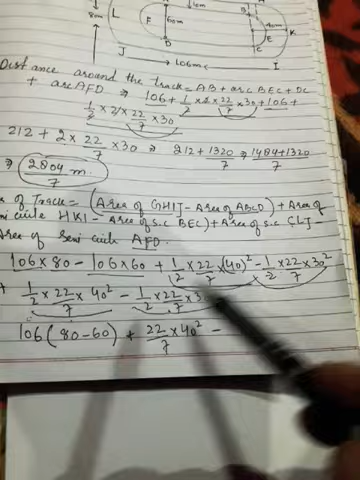 8m
L
F
60m
D
4m
B
40m
K
E
C
J
106m
I
Distance around the track = AB + arc BEC + DC
+ arc AFD ⇒ 106 + 1/2 × 2 × 22/7 × 30 + 106 +
1/2 × 2 × 22/7 × 30
212 + 2 × 22/7 × 30 ⇒ 212 + 1320/7 ⇒ 1484+1320/7
⇒ 2804/7 m
of Track = (Area of GHIJ - Area of ABCD) + Area of
HKI - Area of S.C BEC) + Area of S.C
Area of Semi circle AFD.
106 × 80 - 106 × 60 + 1/2 × 22/7 × (40)² - 1/2 × 22/7 × 30²
+ 1/2 × 22/7 × 40² - 1/2 × 22/7 × 30
106(80-60) + 22/7 × 40² -